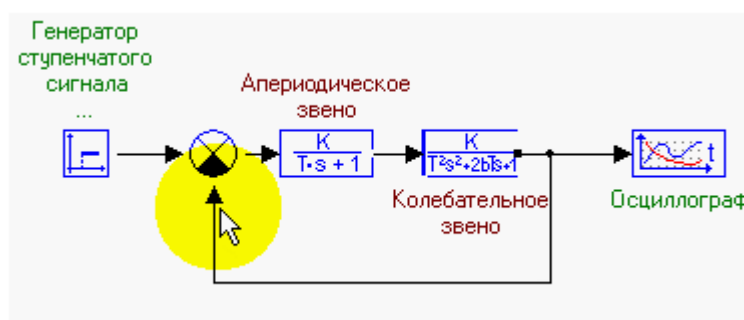 Генератор
ступенчатого
сигнала
...
Апериодическое
звено
K
T·s + 1
K
T²s²+2bTs+1
t
Колебательное
звено
Осциллограф